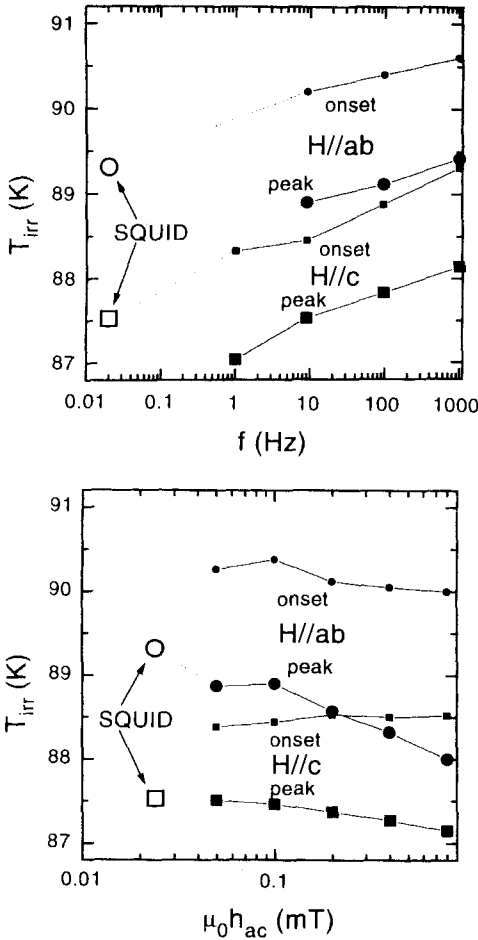 91
90
89
88
87
T_irr (K)
onset
H//ab
peak
SQUID
onset
H//c
peak
0.01
0.1
1
10
100
1000
f (Hz)
91
90
89
88
87
T_irr (K)
onset
H//ab
peak
SQUID
onset
H//c
peak
0.01
0.1
μ₀h_ac (mT)